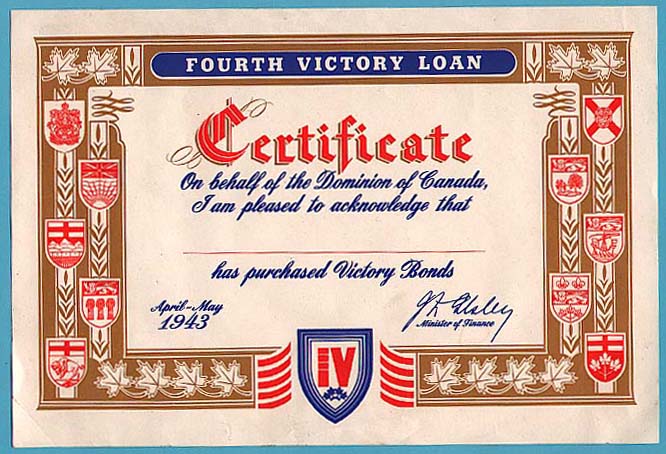 FOURTH VICTORY LOAN
Certificate
On behalf of the Dominion of Canada,
I am pleased to acknowledge that
has purchased Victory Bonds
April-May
1943
Minister of Finance
IV